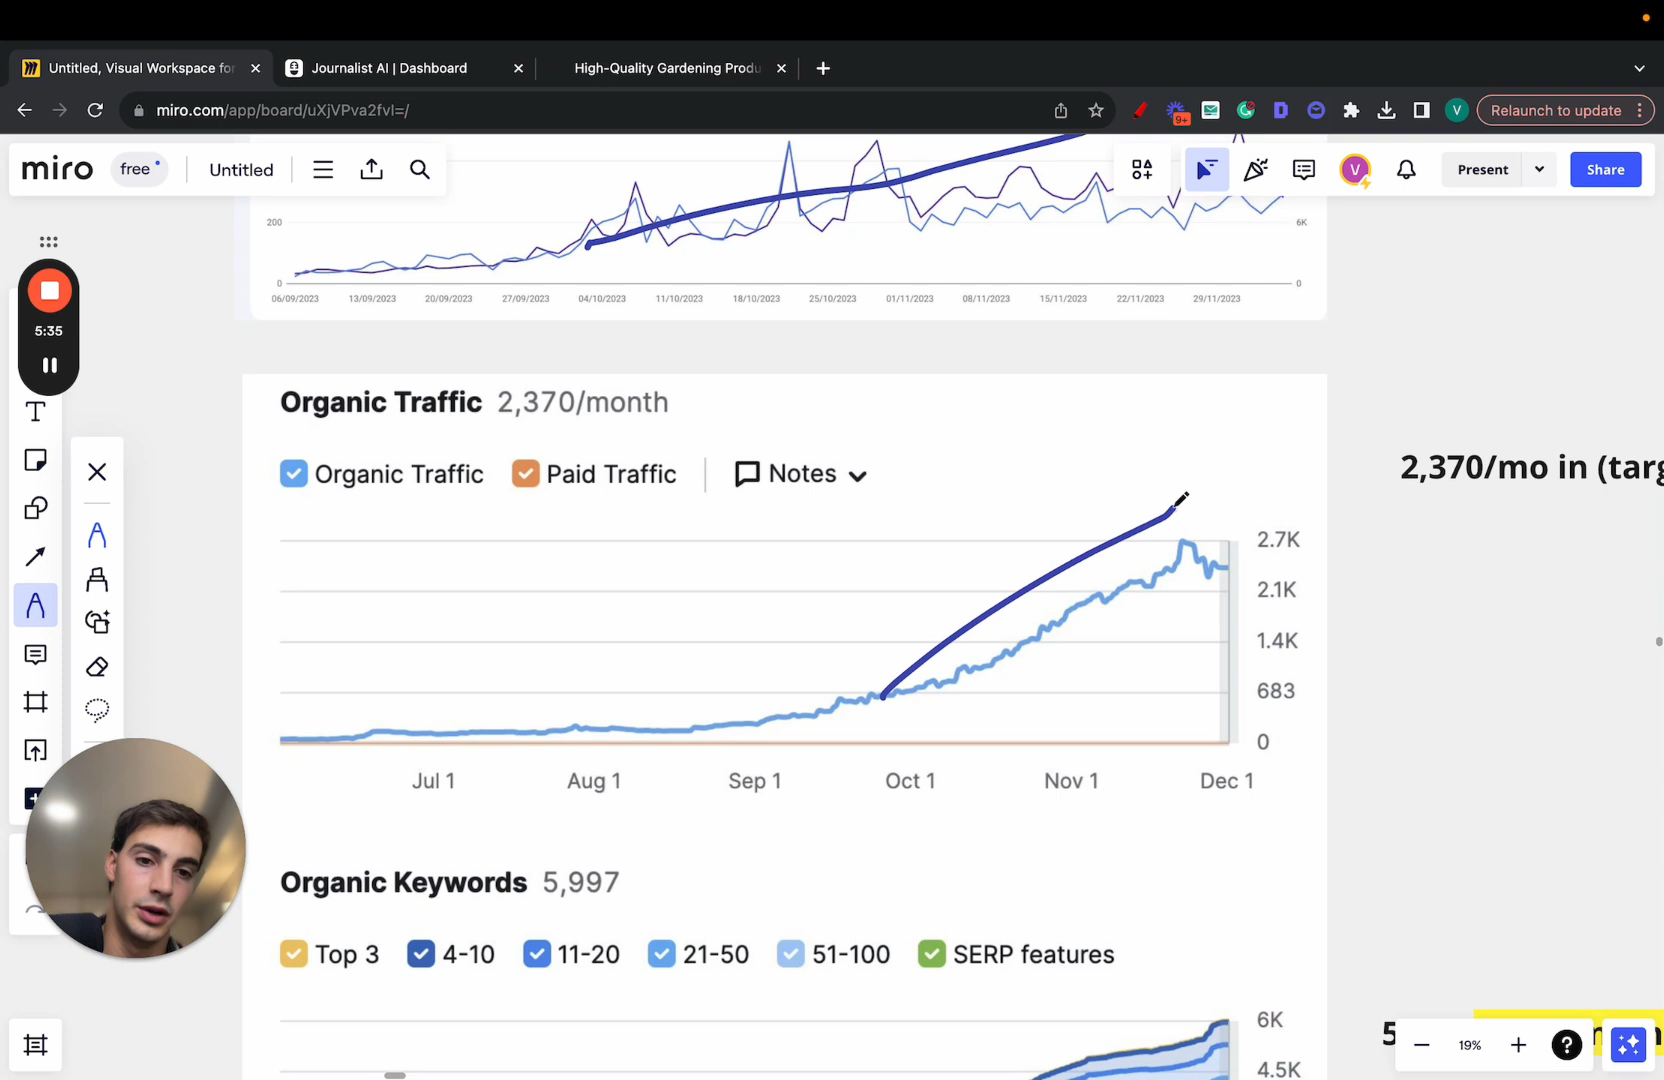 Untitled, Visual Workspace for
Journalist AI | Dashboard
High-Quality Gardening Produ
miro.com/app/board/uXjVPva2fvI=/
9+
D
V
Relaunch to update
miro
free
Untitled
V
Present
Share
200
6K
0
0
06/09/2023
13/09/2023
20/09/2023
27/09/2023
04/10/2023
11/10/2023
18/10/2023
25/10/2023
01/11/2023
08/11/2023
15/11/2023
22/11/2023
29/11/2023
5:35
Organic Traffic 2,370/month
2,370/mo in (targ
Organic Traffic
Paid Traffic
Notes
2.7K
2.1K
1.4K
683
0
Jul 1
Aug 1
Sep 1
Oct 1
Nov 1
Dec 1
Organic Keywords 5,997
Top 3
4-10
11-20
21-50
51-100
SERP features
6K
4.5K
5
19%